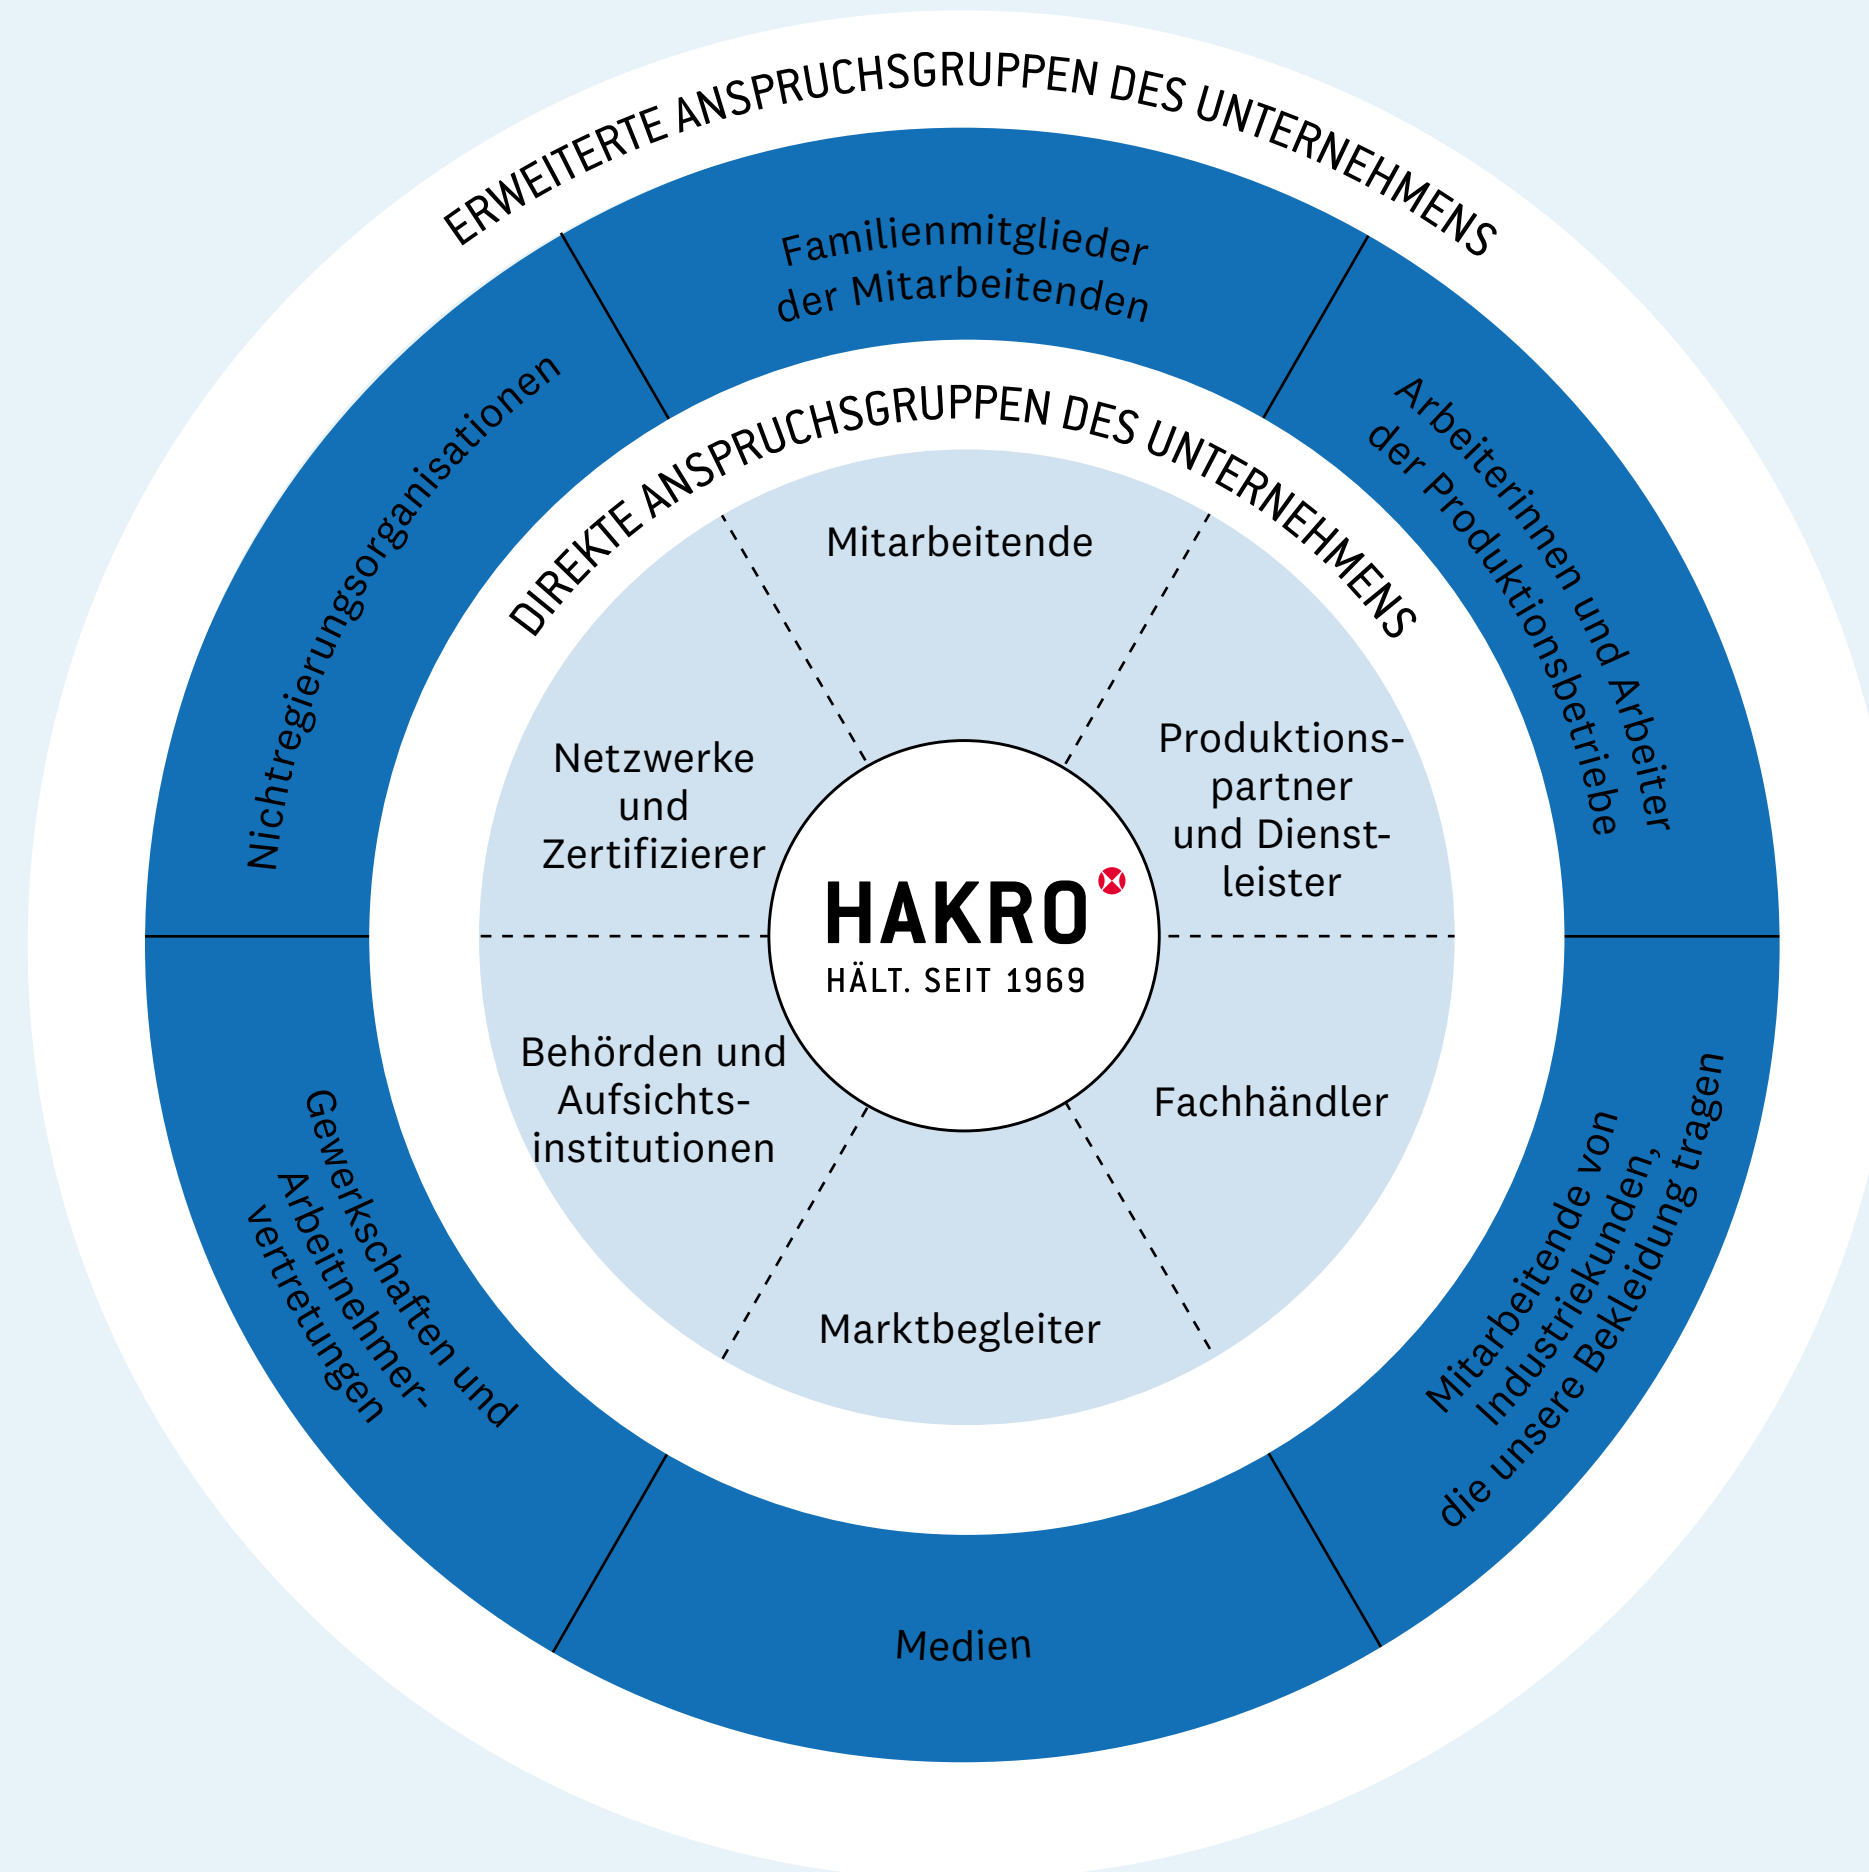 ERWEITERTE ANSPRUCHSGRUPPEN DES UNTERNEHMENS
Familienmitglieder
der Mitarbeitenden
Arbeiterinnen und Arbeiter
der Produktionsbetriebe
Mitarbeitende von
Industriekunden,
die unsere Bekleidung tragen
Medien
Gewerkschaften und
Arbeitnehmer-
vertretungen
Nichtregierungsorganisationen
DIREKTE ANSPRUCHSGRUPPEN DES UNTERNEHMENS
Mitarbeitende
Produktions-
partner
und Dienst-
leister
Fachhändler
Marktbegleiter
Behörden und
Aufsichts-
institutionen
Netzwerke
und
Zertifizierer
HAKRO
HÄLT. SEIT 1969